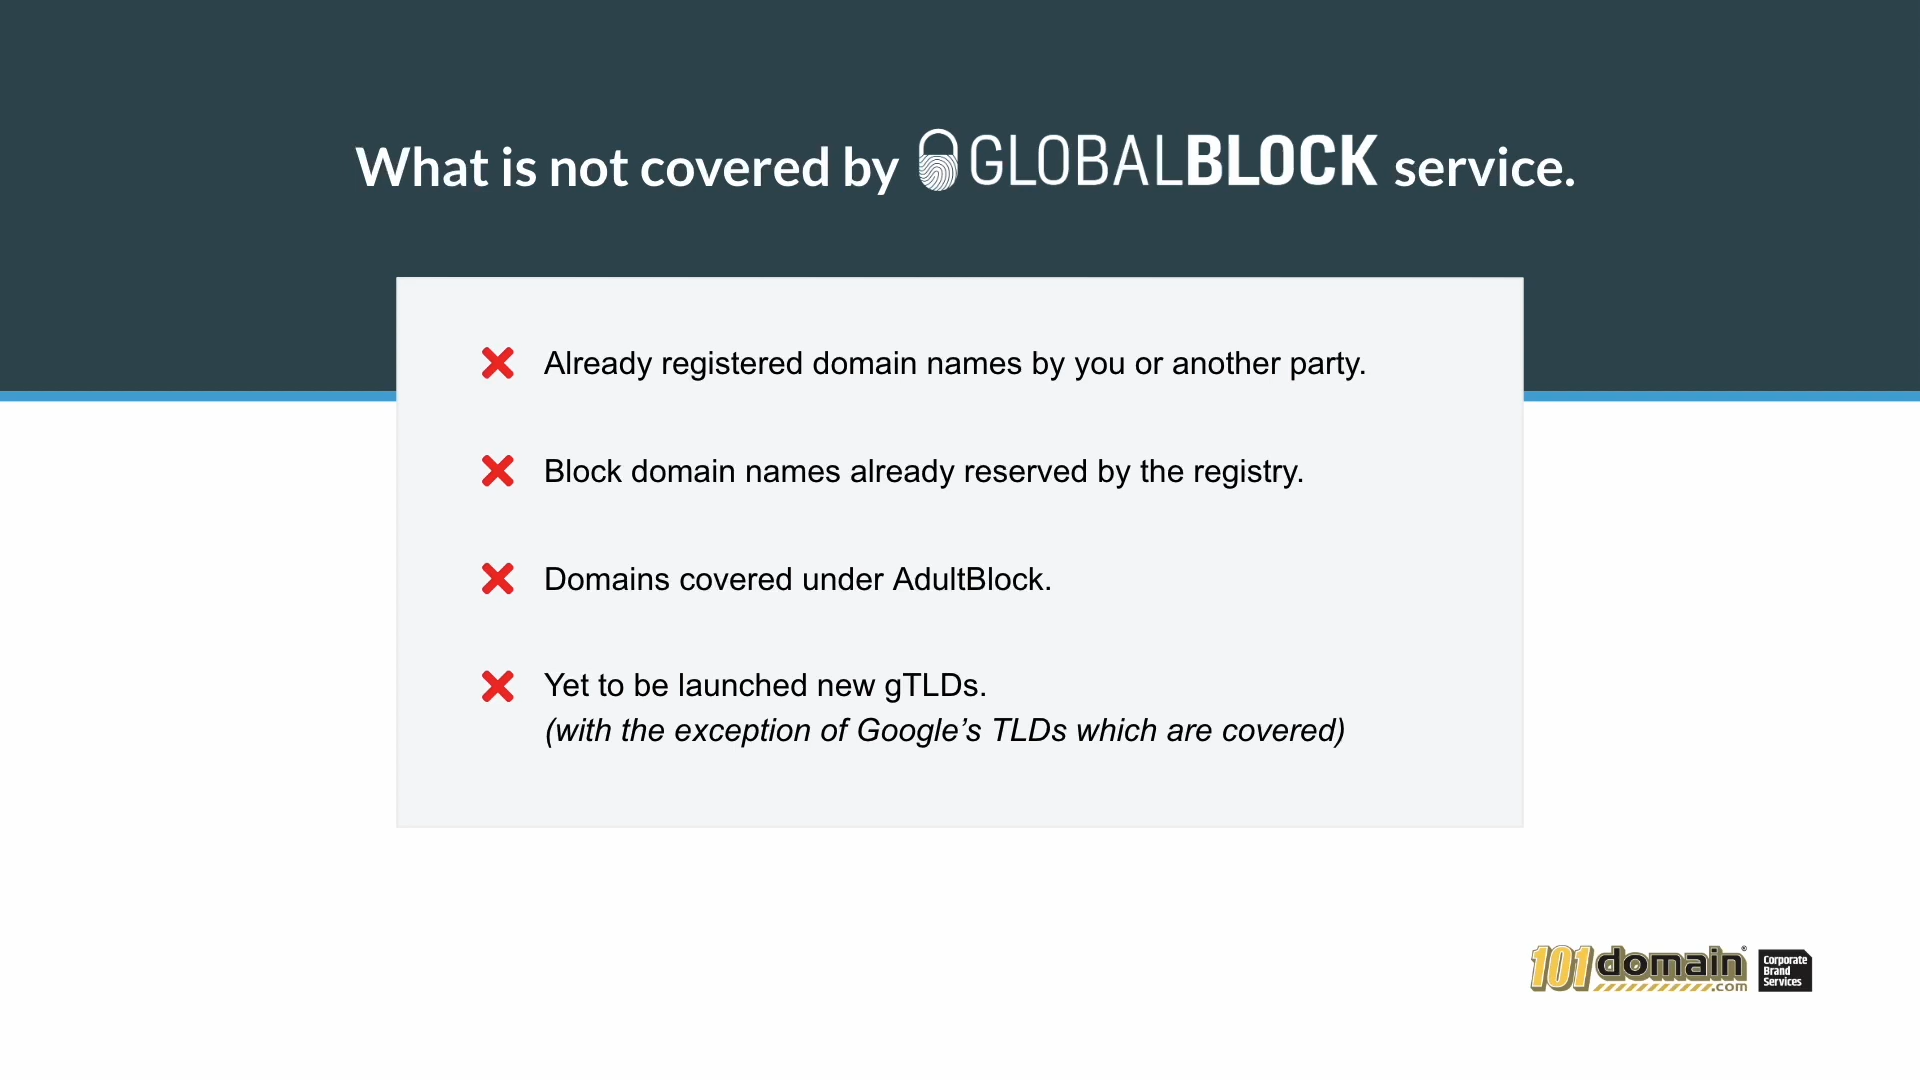 What is not covered by GLOBALBLOCK service.
Already registered domain names by you or another party.
Block domain names already reserved by the registry.
Domains covered under AdultBlock.
Yet to be launched new gTLDs.
(with the exception of Google’s TLDs which are covered)
101domain®
.com
Corporate
Brand
Services